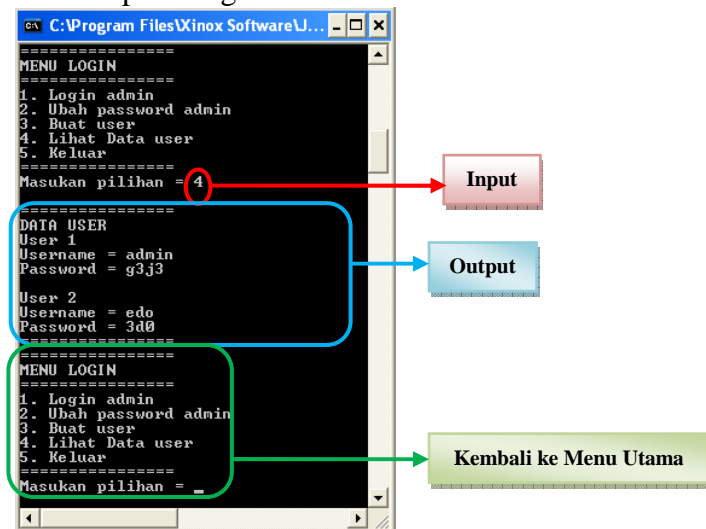 C:\Program Files\Xinox Software\J...
================
MENU LOGIN
================
1. Login admin
2. Ubah password admin
3. Buat user
4. Lihat Data user
5. Keluar
================
Masukan pilihan = 4
Input
================
DATA USER
User 1
Username = admin
Password = g3j3
Output
User 2
Username = edo
Password = 3d0
================
================
MENU LOGIN
================
1. Login admin
2. Ubah password admin
3. Buat user
4. Lihat Data user
5. Keluar
Kembali ke Menu Utama
================
Masukan pilihan = _